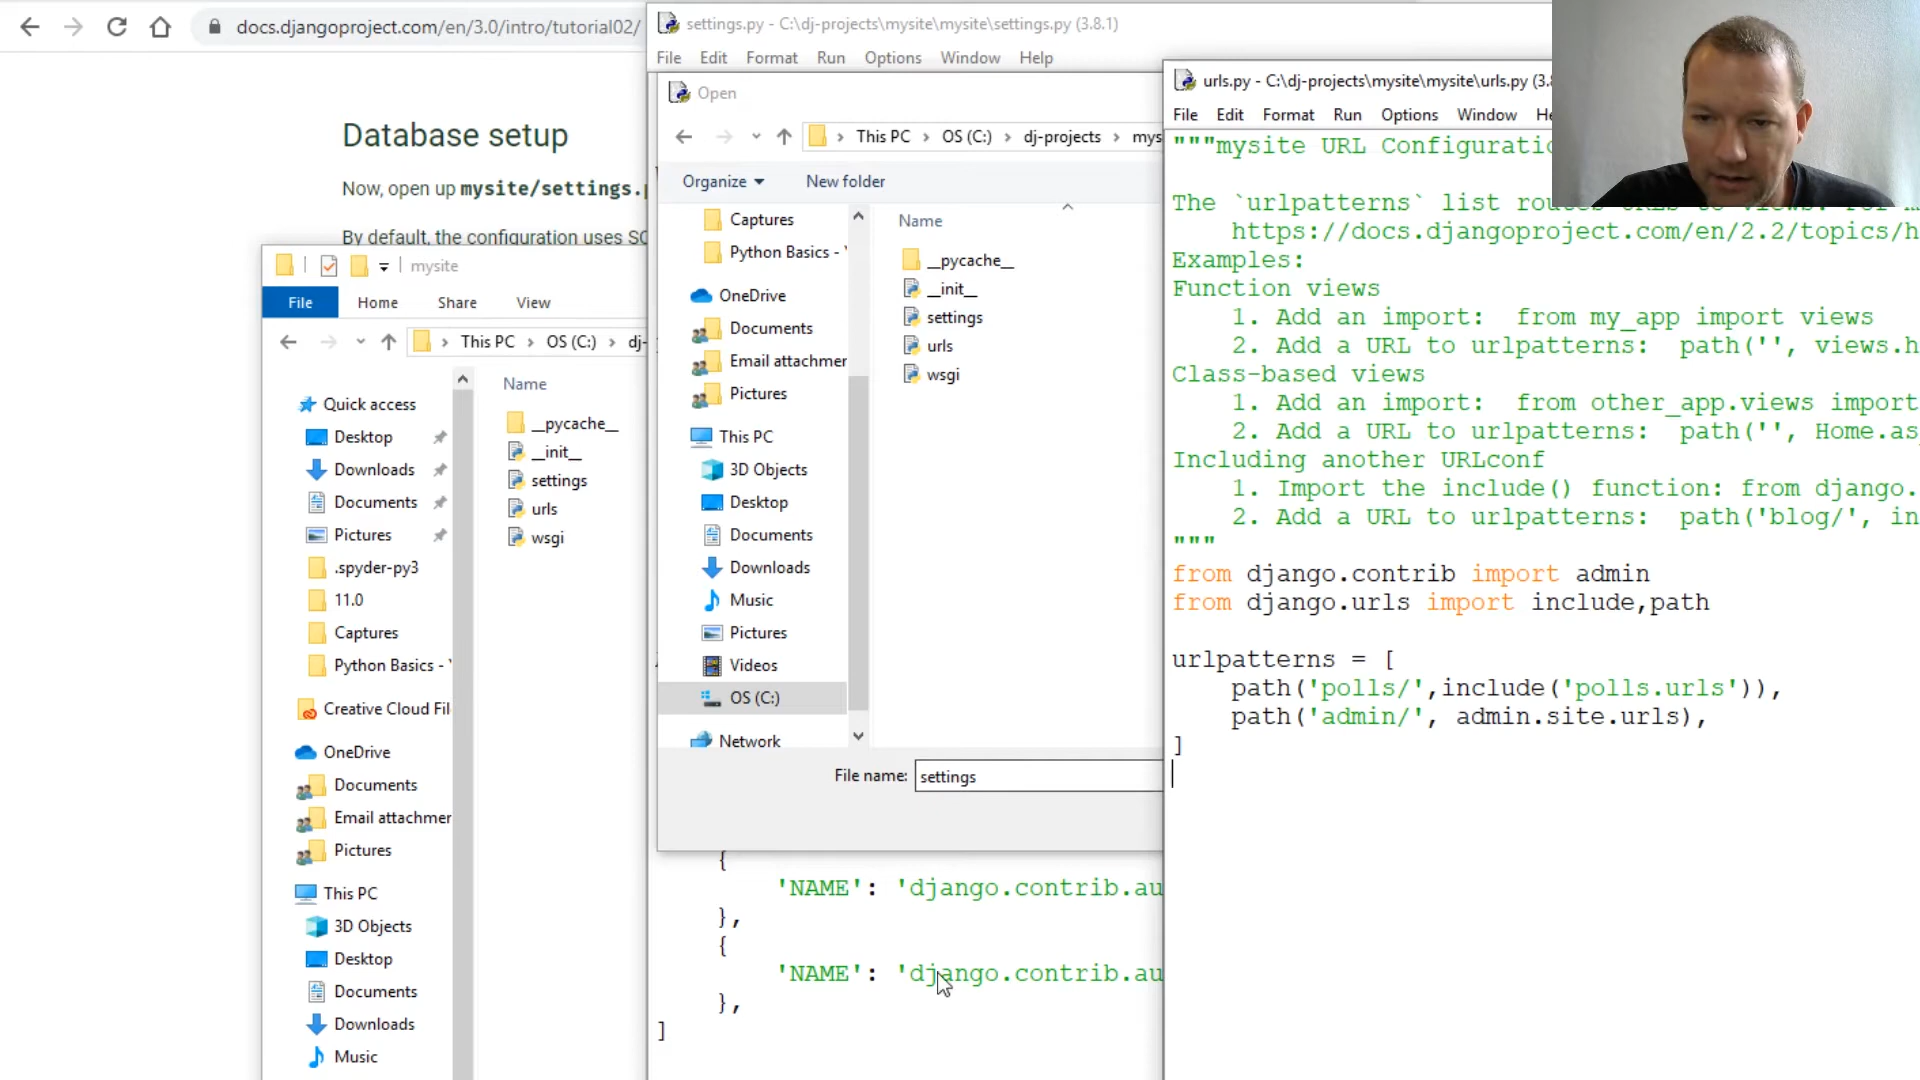 docs.djangoproject.com/en/3.0/intro/tutorial02/
Database setup
Now, open up mysite/settings.p
By default, the configuration uses SQ
mysite
File Home Share View
This PC > OS (C:) > dj-
Name
Quick access
Desktop
Downloads
Documents
Pictures
.spyder-py3
11.0
Captures
Python Basics -
Creative Cloud Fil
OneDrive
Documents
Email attachmer
Pictures
This PC
3D Objects
Desktop
Documents
Downloads
Music
__pycache__
__init__
settings
urls
wsgi
settings.py - C:\dj-projects\mysite\mysite\settings.py (3.8.1)
File Edit Format Run Options Window Help
Open
This PC > OS (C:) > dj-projects > mys
Organize New folder
Captures
Python Basics -
OneDrive
Documents
Email attachmer
Pictures
This PC
3D Objects
Desktop
Documents
Downloads
Music
Pictures
Videos
OS (C:)
Network
Name
__pycache__
__init__
settings
urls
wsgi
File name: settings
{
'NAME': 'django.contrib.au
},
{
'NAME': 'django.contrib.au
},
]
urls.py - C:\dj-projects\mysite\mysite\urls.py (3.8
File Edit Format Run Options Window He
"""mysite URL Configuratio
The `urlpatterns` list routes URLs to views. For m
https://docs.djangoproject.com/en/2.2/topics/h
Examples:
Function views
1. Add an import:  from my_app import views
2. Add a URL to urlpatterns:  path('', views.h
Class-based views
1. Add an import:  from other_app.views import
2. Add a URL to urlpatterns:  path('', Home.as
Including another URLconf
1. Import the include() function: from django.
2. Add a URL to urlpatterns:  path('blog/', in
"""
from django.contrib import admin
from django.urls import include,path
urlpatterns = [
path('polls/',include('polls.urls')),
path('admin/', admin.site.urls),
]